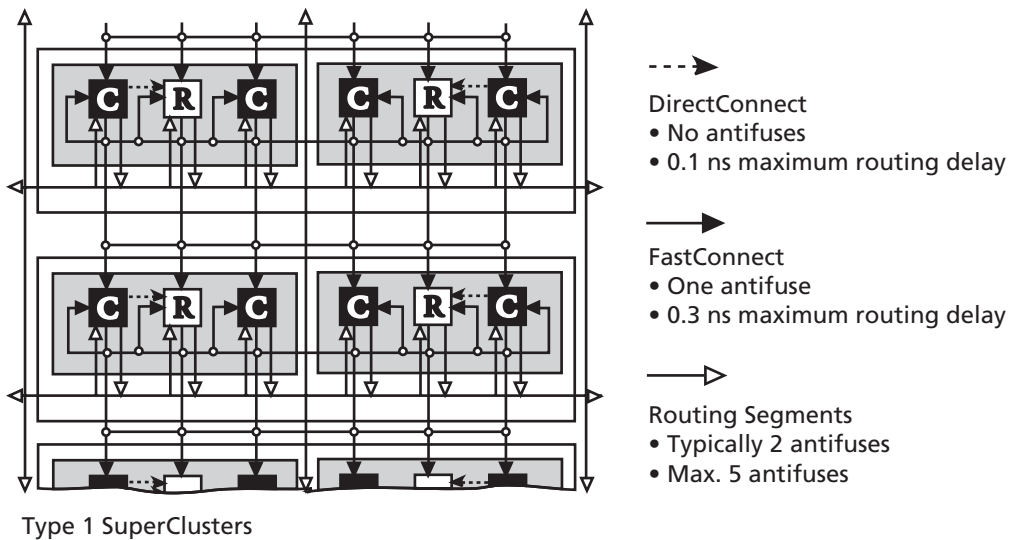 C R C C R C
C R C C R C
DirectConnect
• No antifuses
• 0.1 ns maximum routing delay
FastConnect
• One antifuse
• 0.3 ns maximum routing delay
Routing Segments
• Typically 2 antifuses
• Max. 5 antifuses
Type 1 SuperClusters